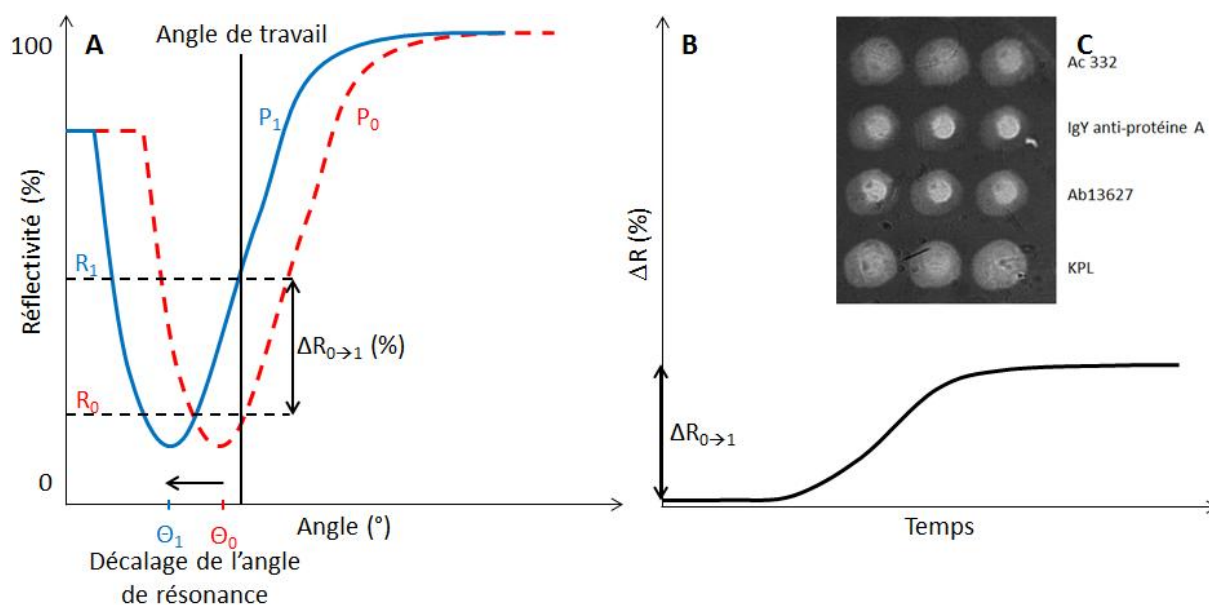 A
100
Angle de travail
P₁
P₀
Réflectivité (%)
R₁
ΔR₀→₁ (%)
R₀
0
Θ₁
Θ₀
Angle (°)
Décalage de l'angle
de résonance
B
C
Ac 332
IgY anti-protéine A
Ab13627
KPL
ΔR (%)
ΔR₀→₁
Temps